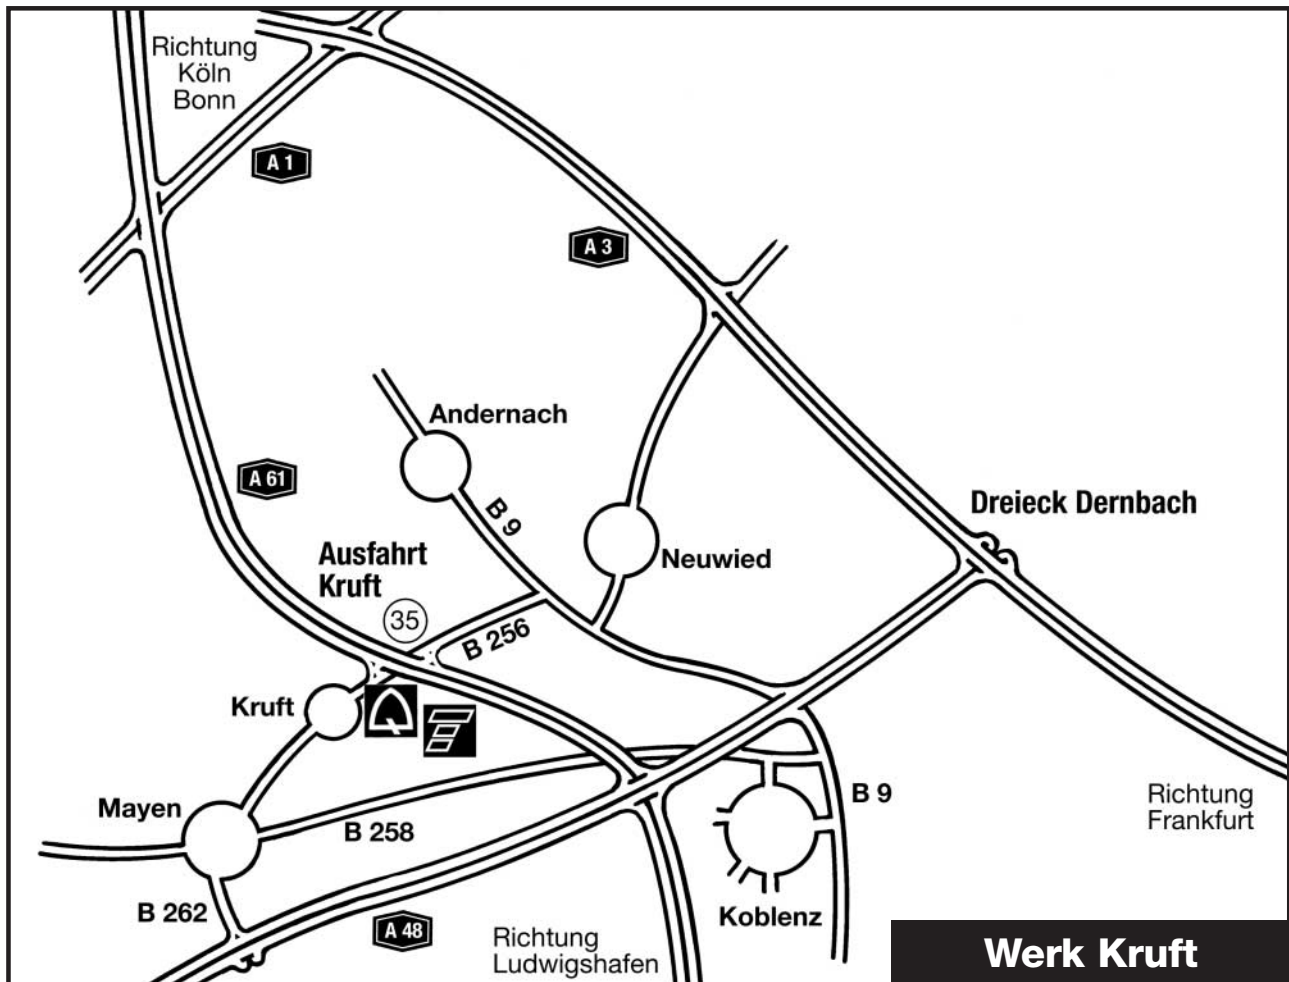 Richtung
Köln
Bonn
A 1
A 3
Andernach
A 61
B 9
Dreieck Dernbach
Ausfahrt
Kruft
Neuwied
35
B 256
Kruft
Mayen
B 258
B 9
Richtung
Frankfurt
B 262
A 48
Koblenz
Richtung
Ludwigshafen
Werk Kruft